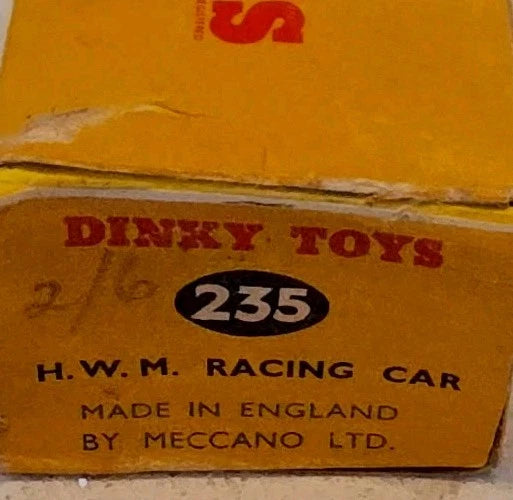 S
DINKY TOYS
2/6
235
H.W.M. RACING CAR
MADE IN ENGLAND
BY MECCANO LTD.